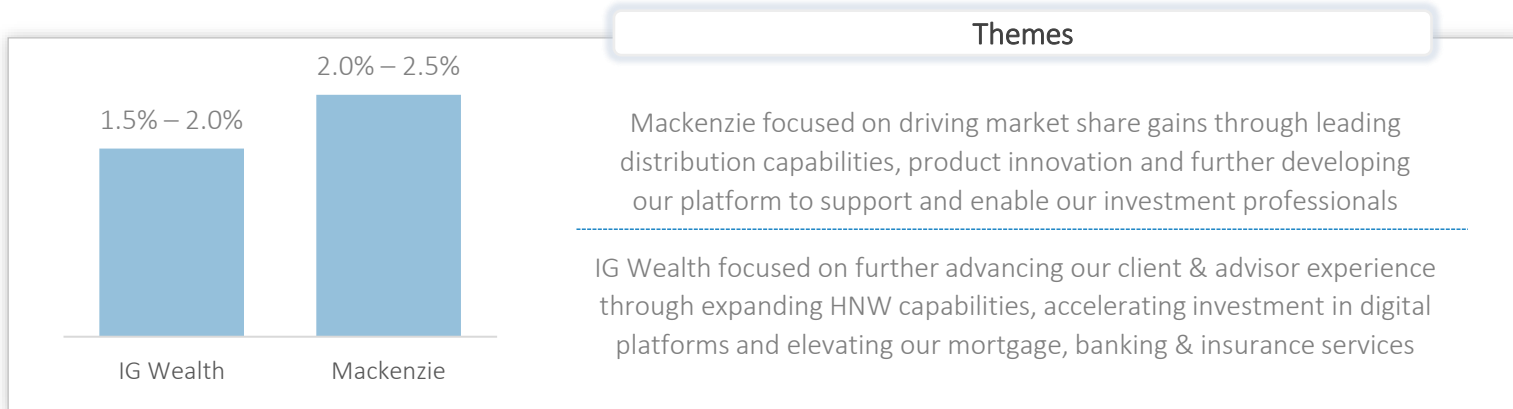 Themes
2.0% – 2.5%
1.5% – 2.0%
IG Wealth
Mackenzie
Mackenzie focused on driving market share gains through leading
distribution capabilities, product innovation and further developing
our platform to support and enable our investment professionals
IG Wealth focused on further advancing our client & advisor experience
through expanding HNW capabilities, accelerating investment in digital
platforms and elevating our mortgage, banking & insurance services